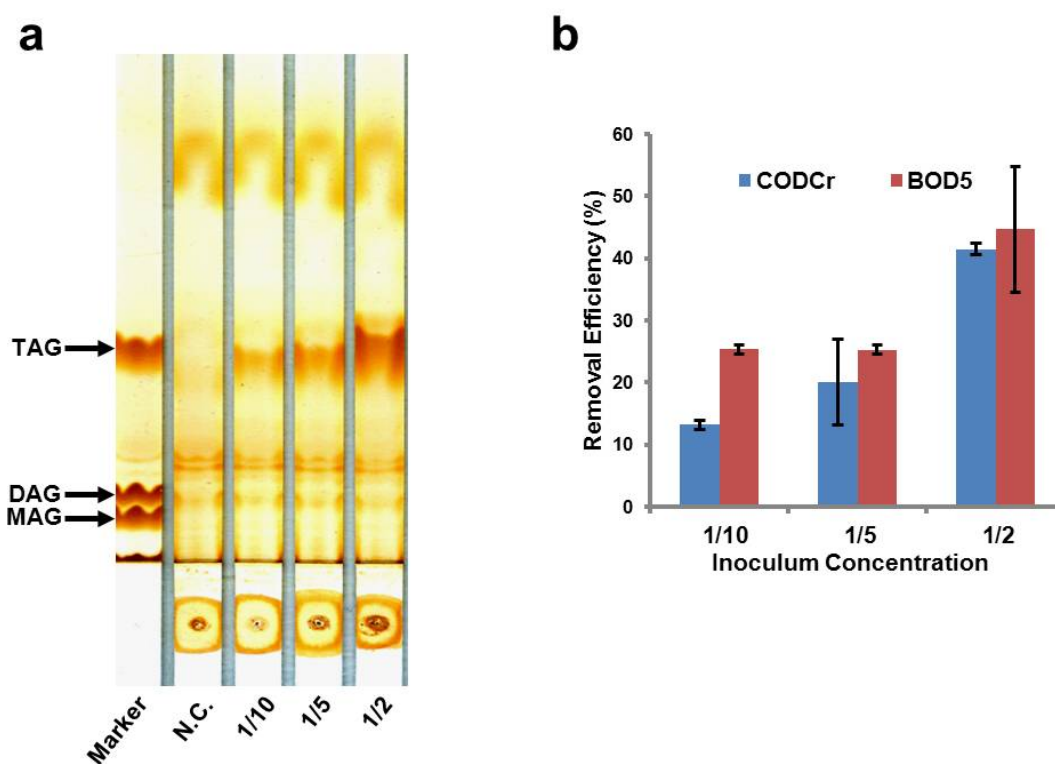 a
TAG
DAG
MAG
Marker
N.C.
1/10
1/5
1/2
b
Removal Efficiency (%)
60
50
40
30
20
10
0
CODCr
BOD5
1/10
1/5
1/2
Inoculum Concentration